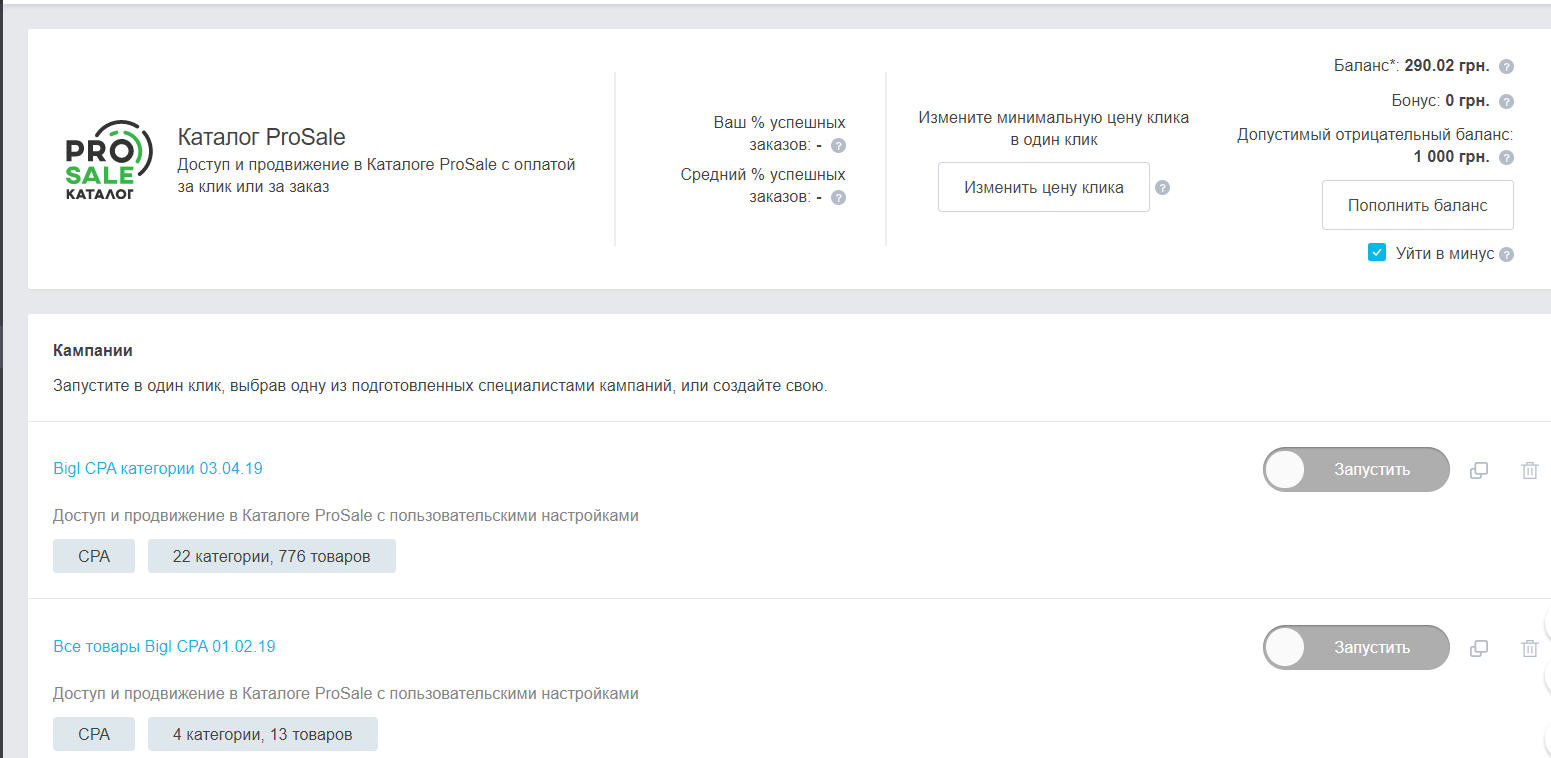 PRO
SALE
КАТАЛОГ
Каталог ProSale
Доступ и продвижение в Каталоге ProSale с оплатой
за клик или за заказ
Ваш % успешных
заказов: - ?
Средний % успешных
заказов: - ?
Измените минимальную цену клика
в один клик
Изменить цену клика ?
Баланс*: 290.02 грн. ?
Бонус: 0 грн. ?
Допустимый отрицательный баланс:
1 000 грн. ?
Пополнить баланс
Уйти в минус ?
Кампании
Запустите в один клик, выбрав одну из подготовленных специалистами кампаний, или создайте свою.
Bigl CPA категории 03.04.19
Запустить
Доступ и продвижение в Каталоге ProSale с пользовательскими настройками
CPA
22 категории, 776 товаров
Все товары Bigl CPA 01.02.19
Запустить
Доступ и продвижение в Каталоге ProSale с пользовательскими настройками
CPA
4 категории, 13 товаров